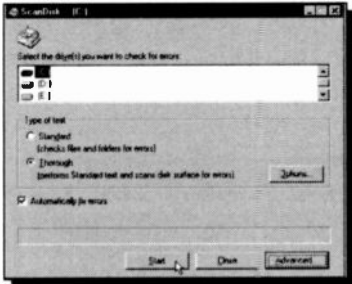 ScanDisk - (C:)
Select the drive(s) you want to check for errors:
(D:)
(E:)
Type of test
Standard
(checks files and folders for errors)
Thorough
(performs Standard test and scans disk surface for errors)
Options...
Automatically fix errors
Start
Close
Advanced...